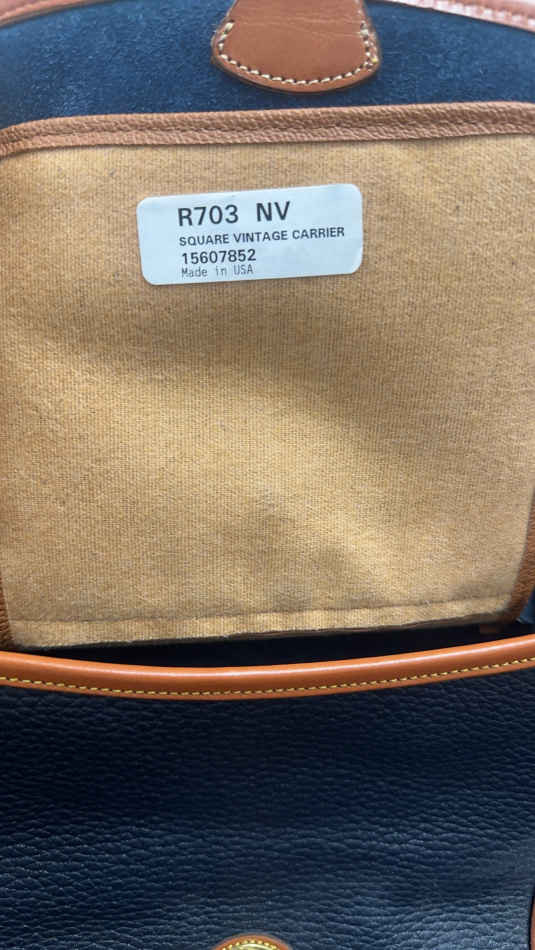 R703 NV
SQUARE VINTAGE CARRIER
15607852
Made in USA